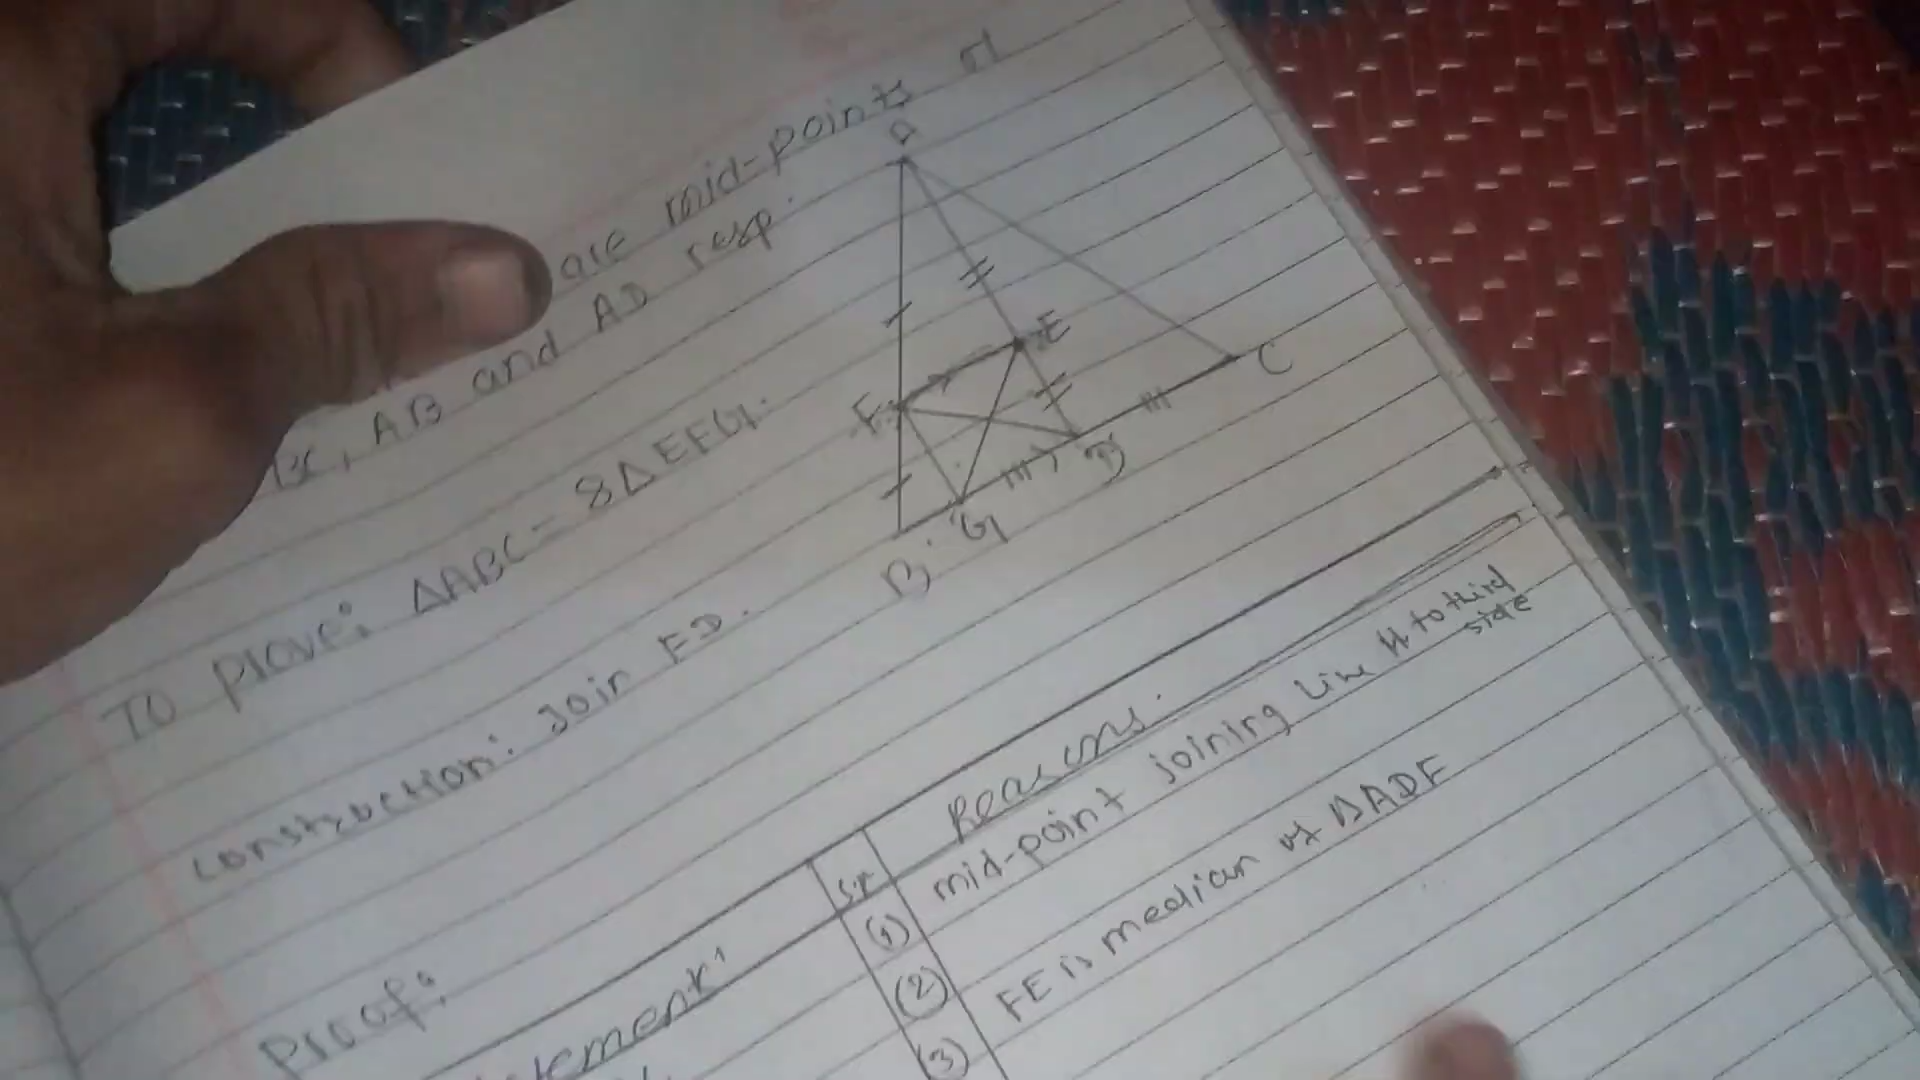 are mid-points of
BC, AB and AD resp.
To prove: ΔABC = 8ΔEFG.
construction: Join FD.
A
E
F
C
D
G
B
Proof:
S.r
Reasons.
(1) mid-point joining line // to third side
(2) FE is median of ΔADF
(3)